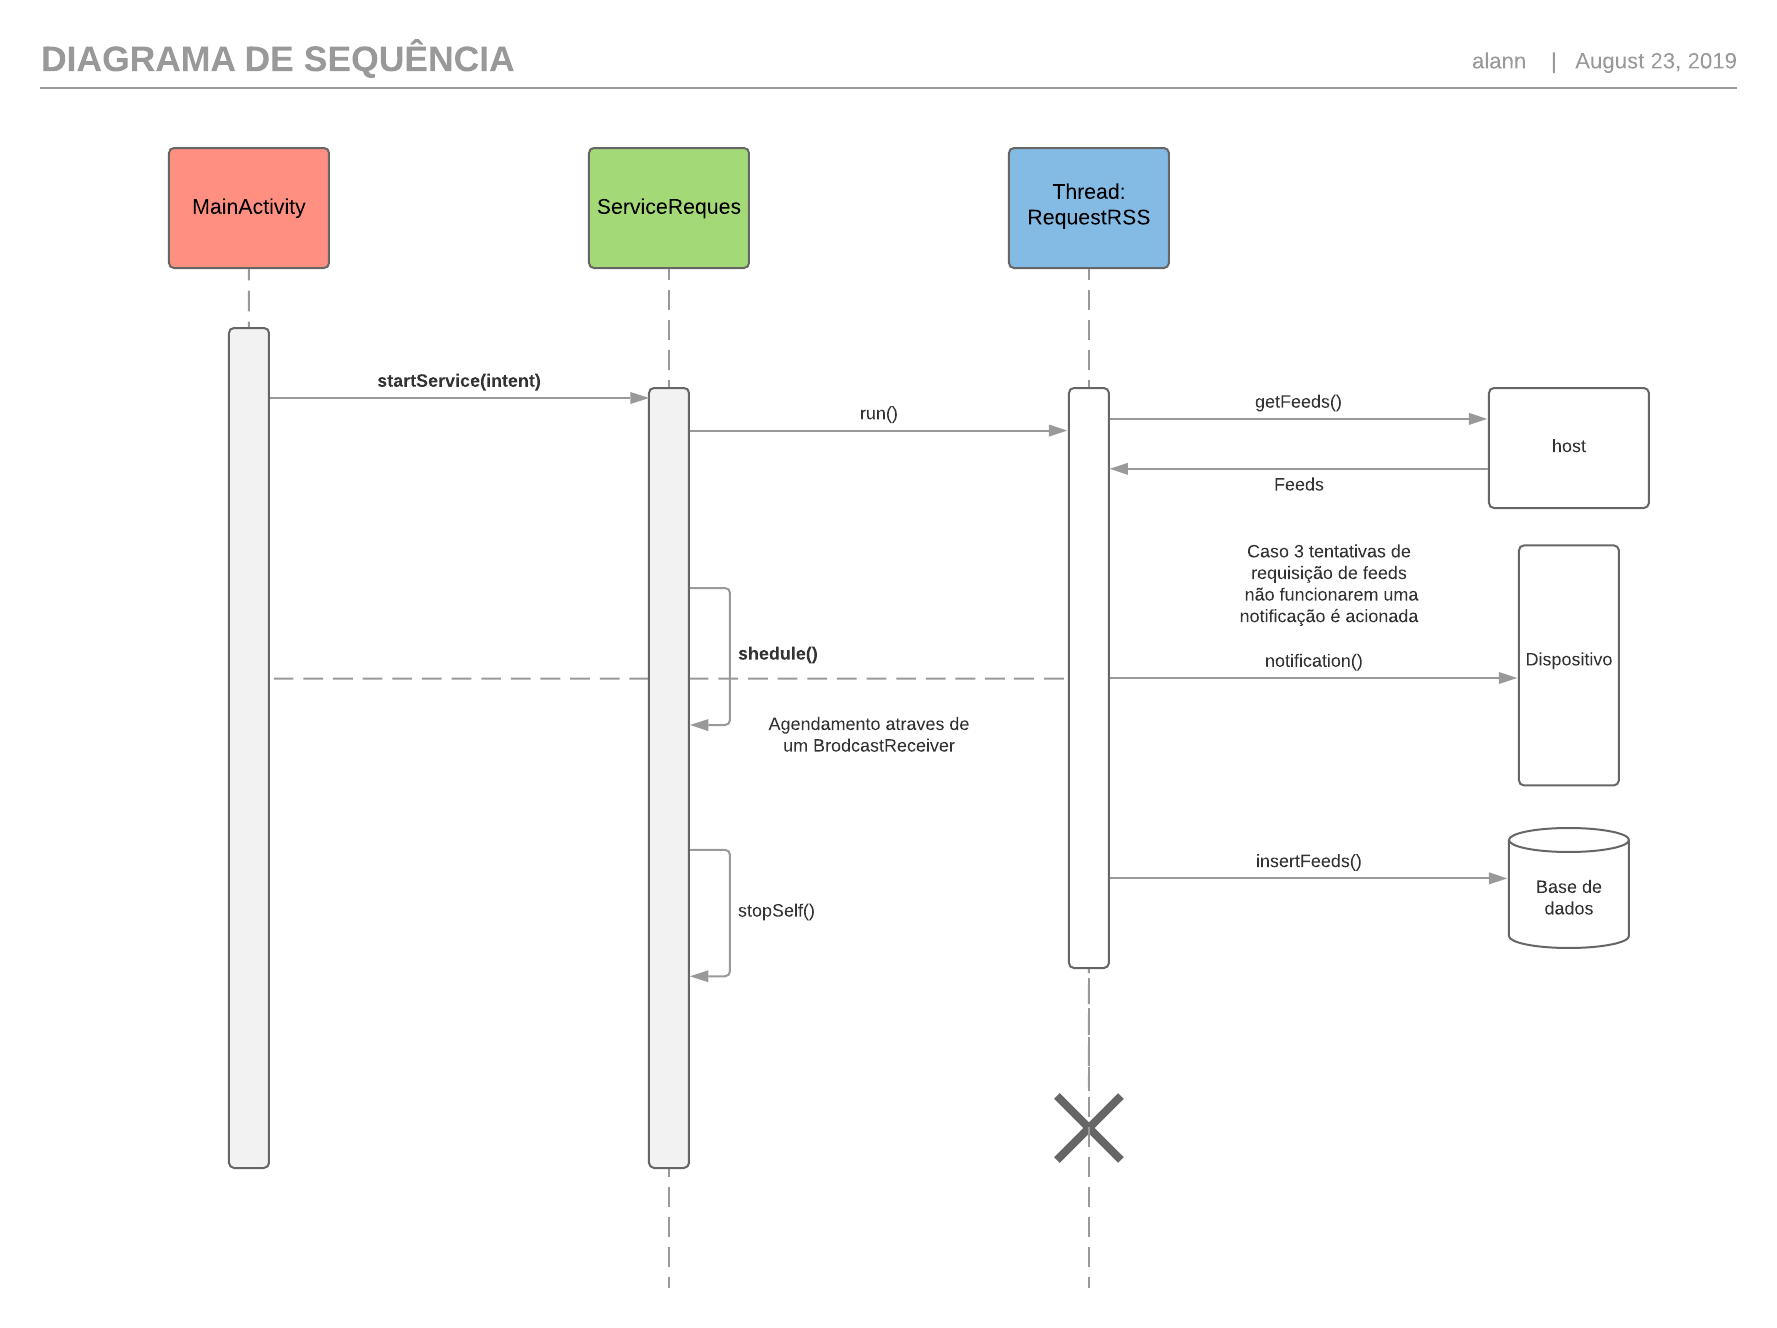 DIAGRAMA DE SEQUÊNCIA
alann | August 23, 2019
MainActivity
ServiceReques
Thread:
RequestRSS
startService(intent)
run()
getFeeds()
host
Feeds
Caso 3 tentativas de
requisição de feeds
não funcionarem uma
notificação é acionada
shedule()
notification()
Dispositivo
Agendamento atraves de
um BrodcastReceiver
insertFeeds()
Base de
dados
stopSelf()